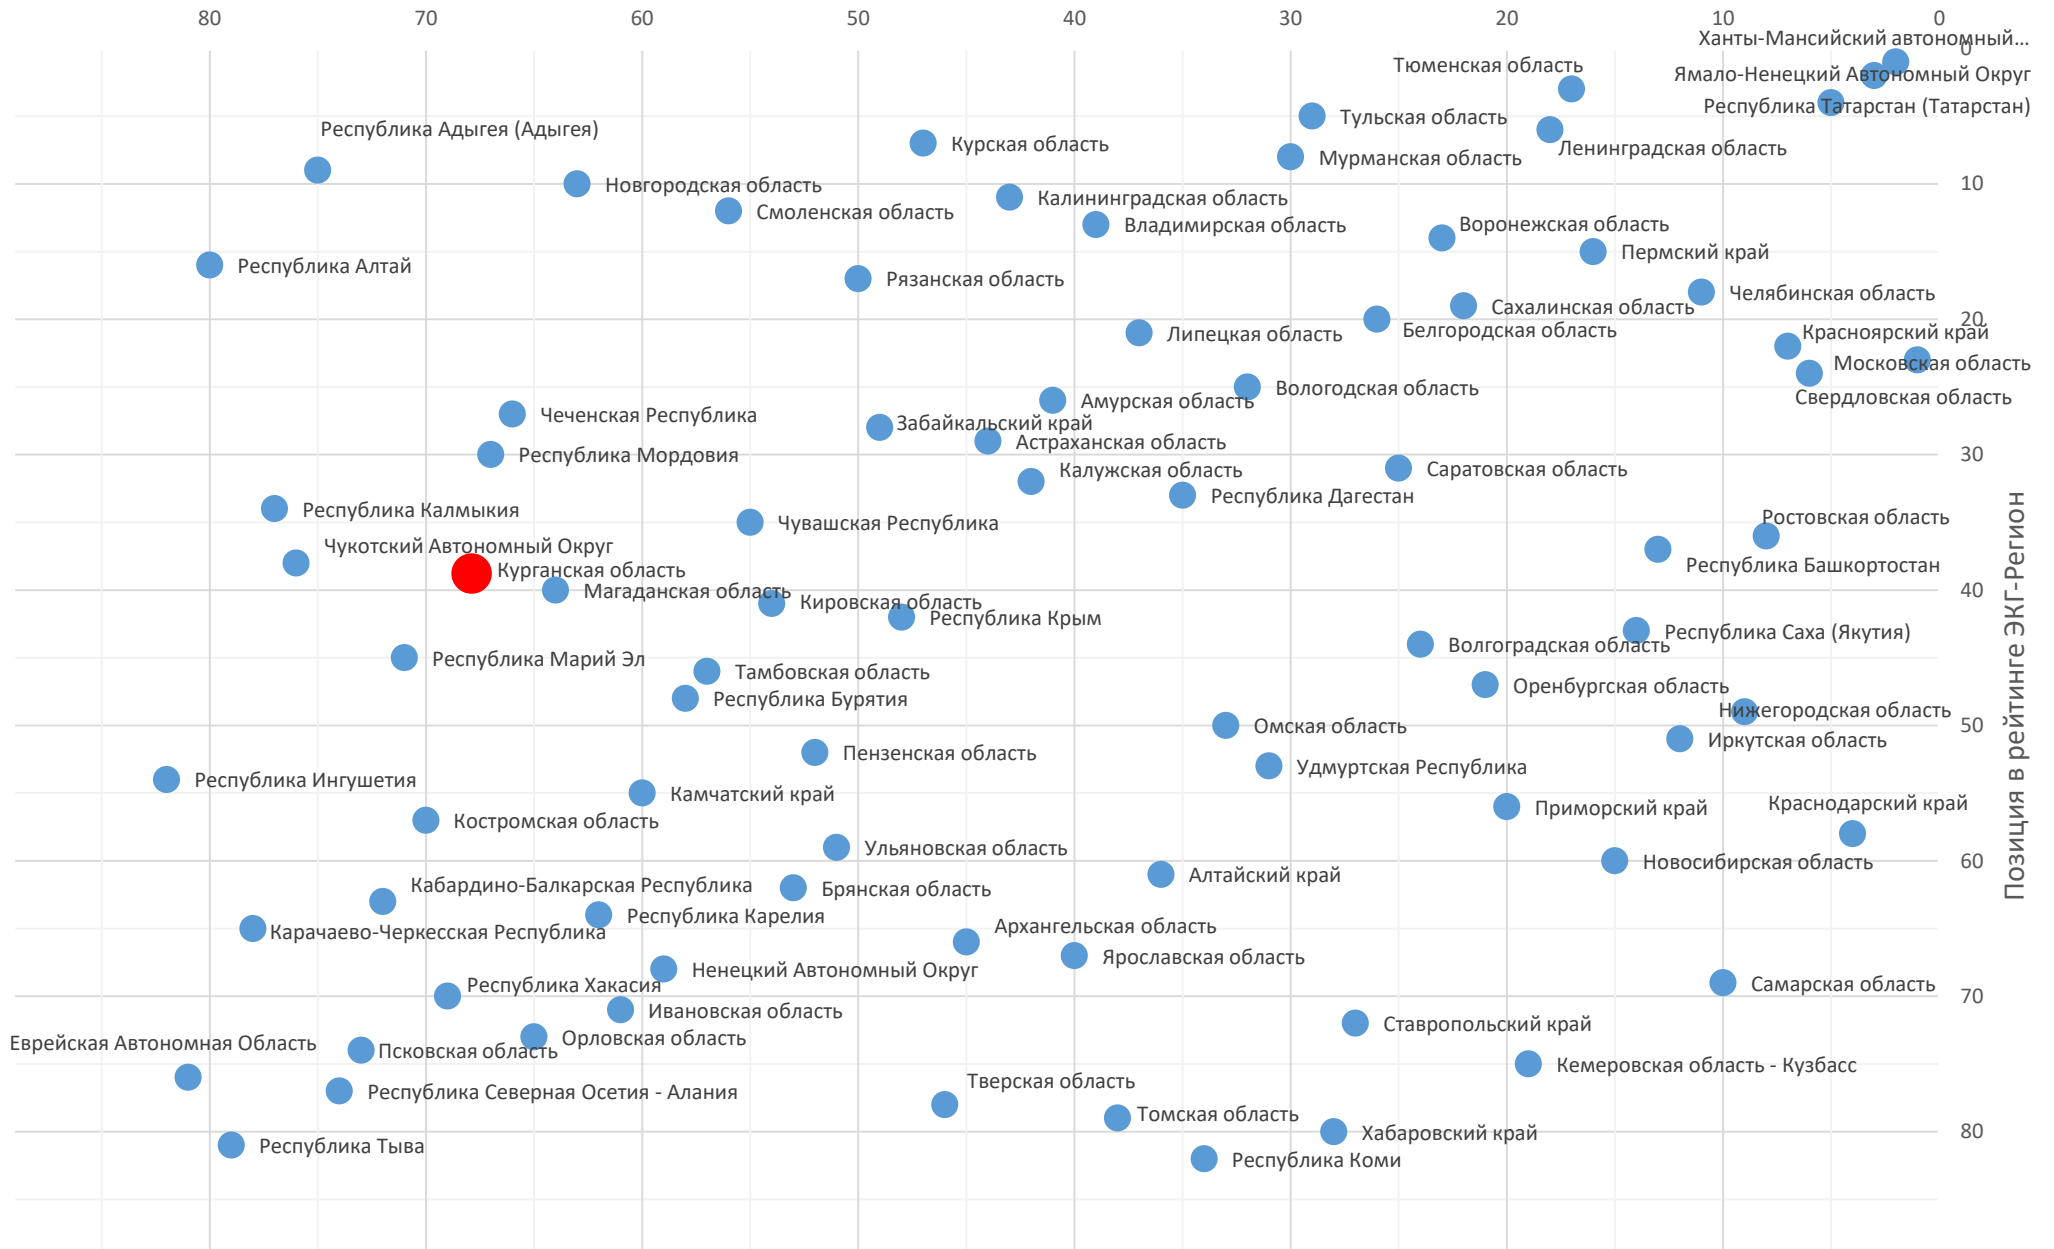 80 70 60 50 40 30 20 10 0
Ханты-Мансийский автономный...
0
Тюменская область
Ямало-Ненецкий Автономный Округ
Республика Татарстан (Татарстан)
Тульская область
Республика Адыгея (Адыгея)
Курская область
Ленинградская область
Мурманская область
Новгородская область
10
Калининградская область
Смоленская область
Владимирская область
Воронежская область
Пермский край
Республика Алтай
Рязанская область
Челябинская область
Сахалинская область
20
Белгородская область
Липецкая область
Красноярский край
Московская область
Вологодская область
Свердловская область
Амурская область
Чеченская Республика
Забайкальский край
Астраханская область
Республика Мордовия
30
Калужская область
Саратовская область
Республика Дагестан
Республика Калмыкия
Ростовская область
Чувашская Республика
Чукотский Автономный Округ
Республика Башкортостан
Курганская область
Магаданская область
40
Кировская область
Республика Крым
Республика Саха (Якутия)
Волгоградская область
Республика Марий Эл
Тамбовская область
Оренбургская область
Республика Бурятия
Нижегородская область
Омская область
50
Иркутская область
Пензенская область
Удмуртская Республика
Республика Ингушетия
Камчатский край
Краснодарский край
Приморский край
Костромская область
Ульяновская область
60
Новосибирская область
Алтайский край
Кабардино-Балкарская Республика
Брянская область
Республика Карелия
Архангельская область
Карачаево-Черкесская Республика
Ярославская область
Ненецкий Автономный Округ
Республика Хакасия
Самарская область
70
Ивановская область
Ставропольский край
Орловская область
Еврейская Автономная Область
Псковская область
Кемеровская область - Кузбасс
Тверская область
Республика Северная Осетия - Алания
Томская область
80
Хабаровский край
Республика Тыва
Республика Коми
Позиция в рейтинге ЭКГ-Регион